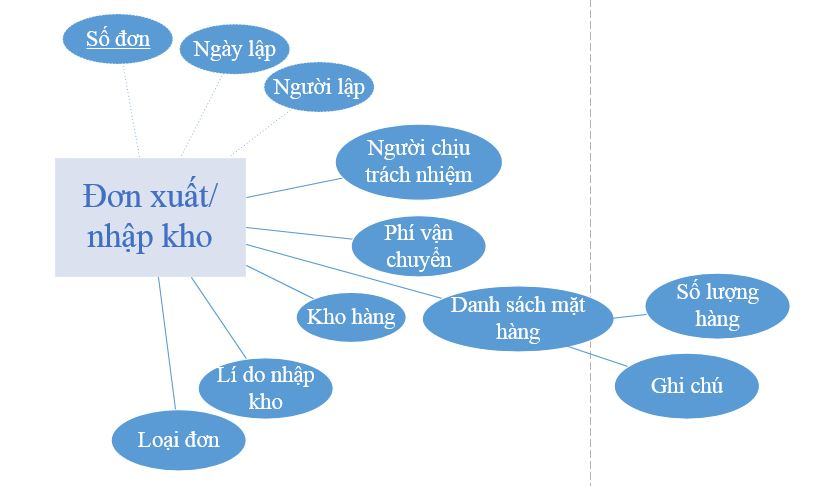 Số đơn
Ngày lập
Người lập
Người chịu
trách nhiệm
Đơn xuất/
nhập kho
Phí vận
chuyển
Danh sách mặt
hàng
Số lượng
hàng
Kho hàng
Ghi chú
Lí do nhập
kho
Loại đơn